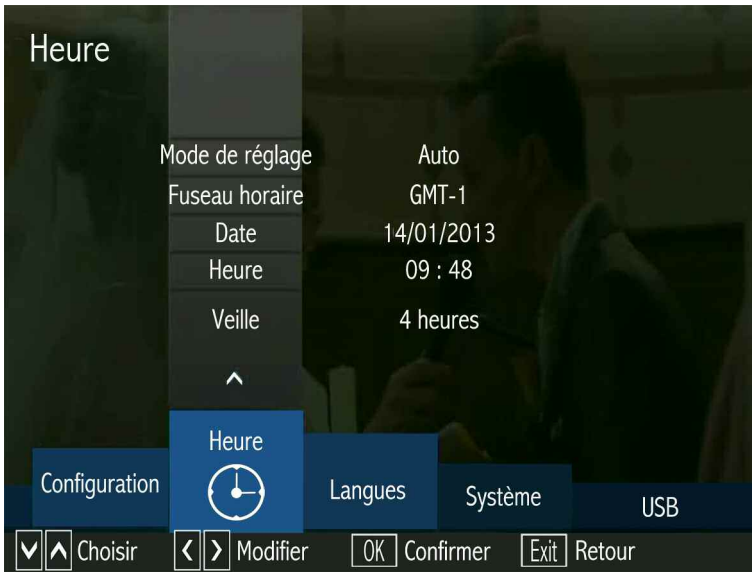 Heure
Mode de réglage Auto
Fuseau horaire GMT-1
Date 14/01/2013
Heure 09 : 48
Veille 4 heures
Heure
Configuration Langues Système USB
Choisir Modifier OK Confirmer Exit Retour